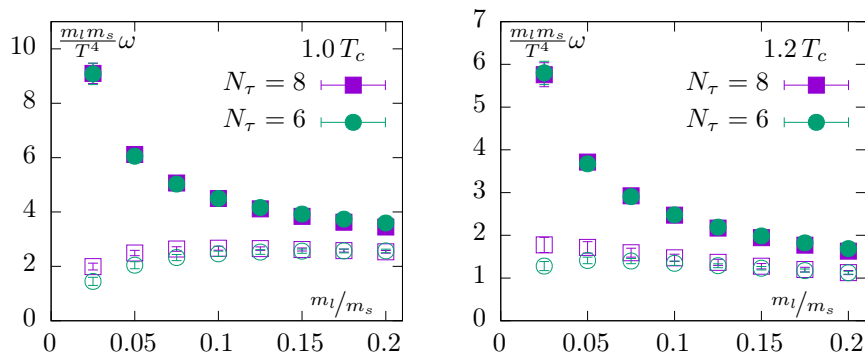 m_l m_s / T^4 ω
1.0 T_c
N_τ = 8
N_τ = 6
10
8
6
4
2
0
m_l/m_s
0 0.05 0.1 0.15 0.2
m_l m_s / T^4 ω
1.2 T_c
N_τ = 8
N_τ = 6
7
6
5
4
3
2
1
0
m_l/m_s
0 0.05 0.1 0.15 0.2